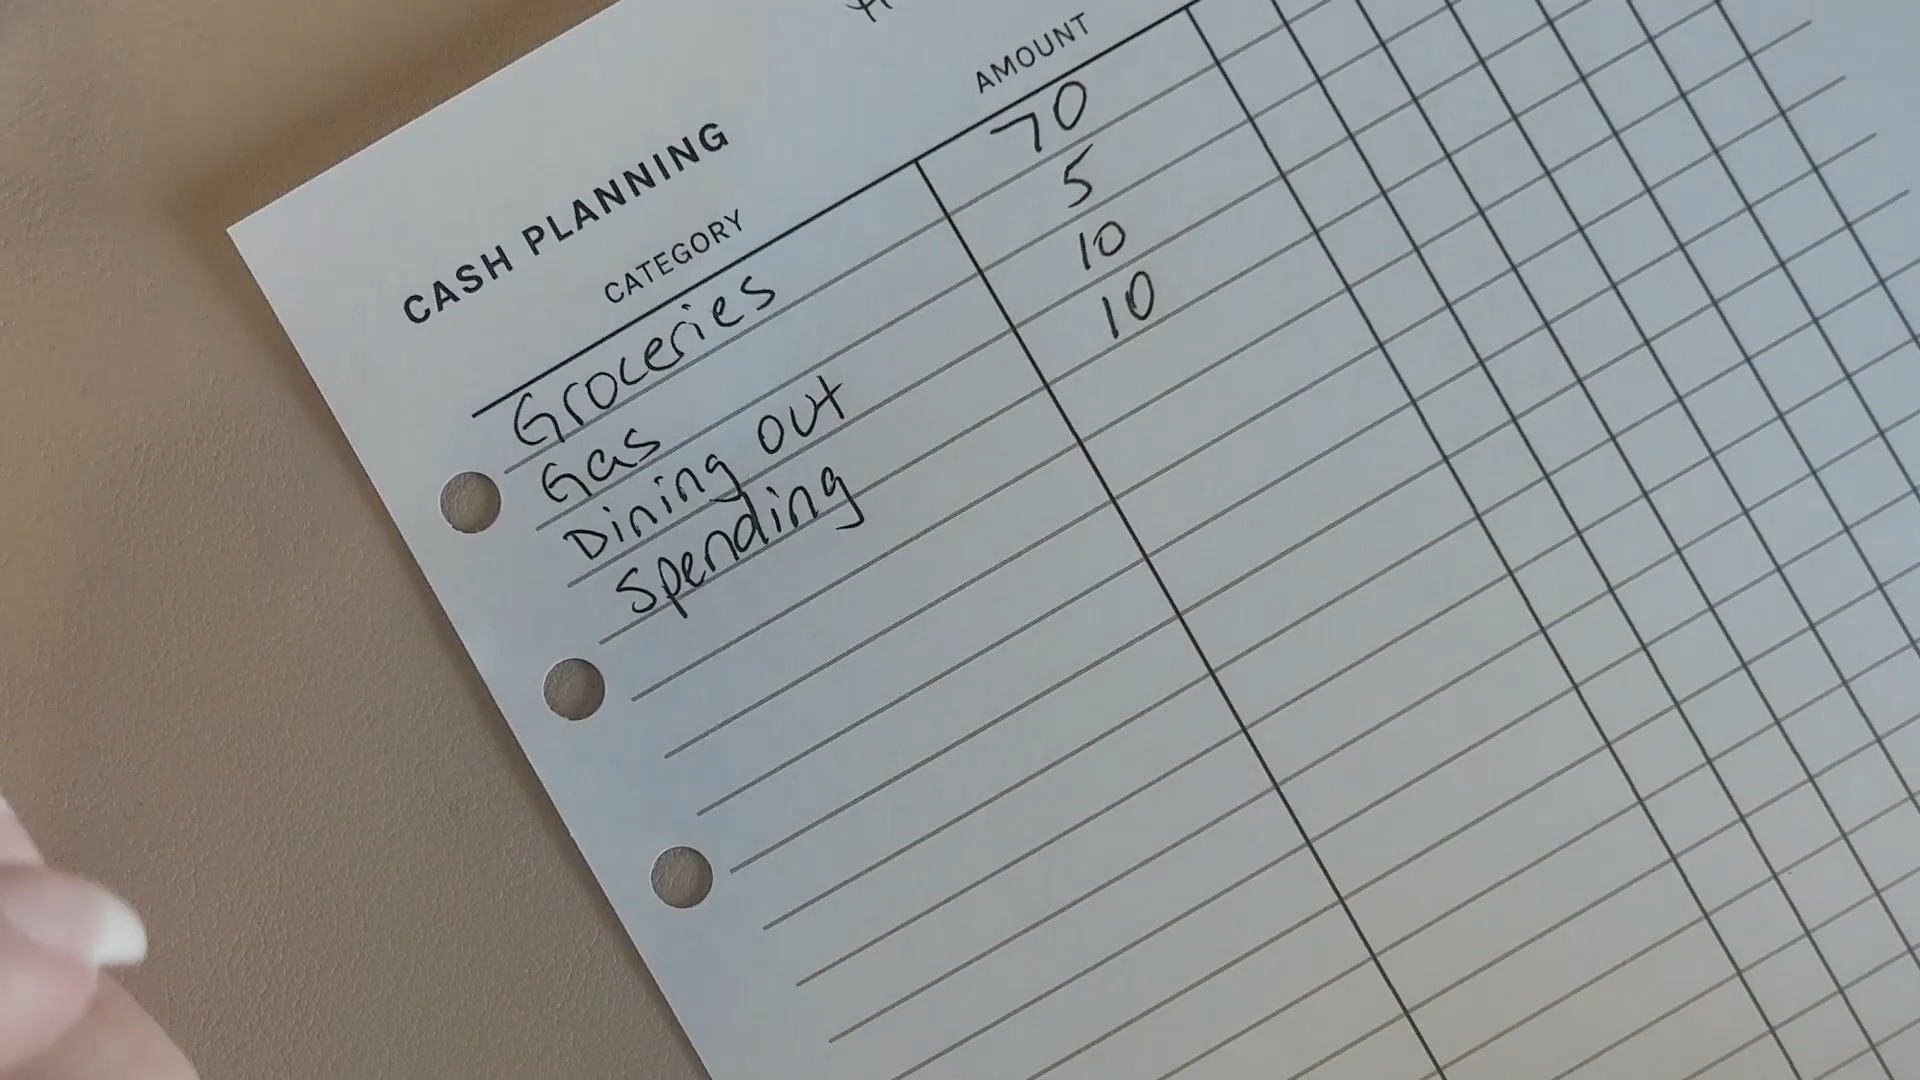 CASH PLANNING
CATEGORY AMOUNT
Groceries 70
Gas 5
Dining out 10
Spending 10